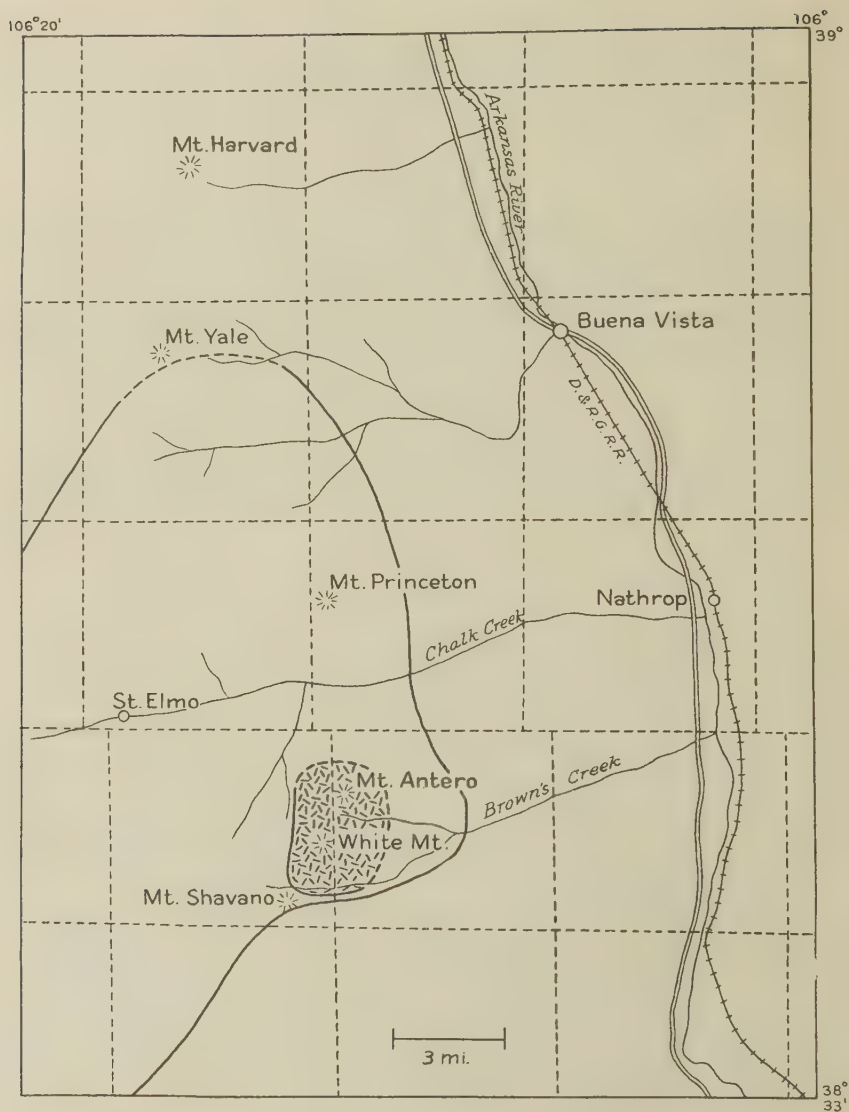 106°20'
106°
39°
Mt. Harvard
Arkansas River
Buena Vista
Mt. Yale
D. & R. G. R. R.
Mt. Princeton
Nathrop
Chalk Creek
St. Elmo
Mt. Antero
Brown's Creek
White Mt.
Mt. Shavano
3 mi.
38°
33'